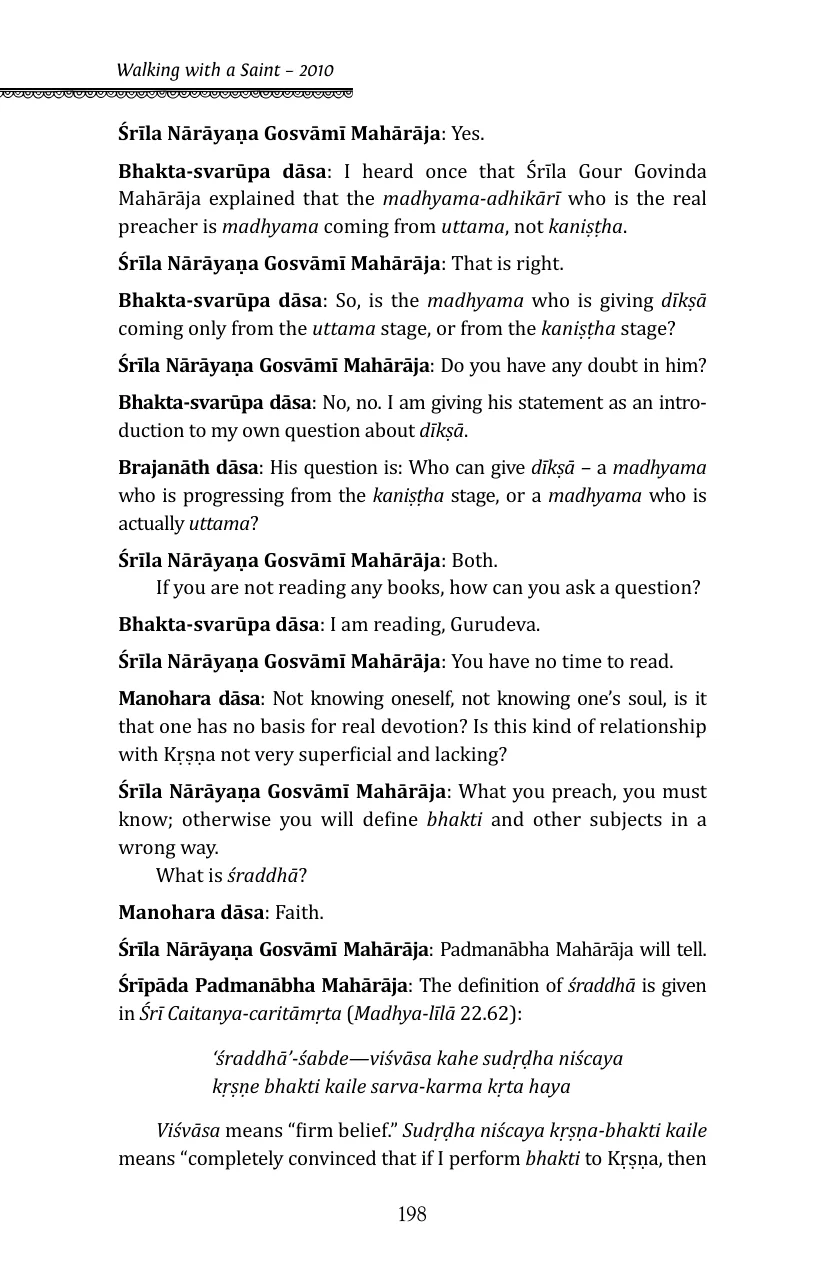 Walking with a Saint – 2010
Śrīla Nārāyaṇa Gosvāmī Mahārāja: Yes.
Bhakta-svarūpa dāsa: I heard once that Śrīla Gour Govinda
Mahārāja explained that the madhyama-adhikārī who is the real
preacher is madhyama coming from uttama, not kaniṣṭha.
Śrīla Nārāyaṇa Gosvāmī Mahārāja: That is right.
Bhakta-svarūpa dāsa: So, is the madhyama who is giving dīkṣā
coming only from the uttama stage, or from the kaniṣṭha stage?
Śrīla Nārāyaṇa Gosvāmī Mahārāja: Do you have any doubt in him?
Bhakta-svarūpa dāsa: No, no. I am giving his statement as an intro-
duction to my own question about dīkṣā.
Brajanāth dāsa: His question is: Who can give dīkṣā – a madhyama
who is progressing from the kaniṣṭha stage, or a madhyama who is
actually uttama?
Śrīla Nārāyaṇa Gosvāmī Mahārāja: Both.
If you are not reading any books, how can you ask a question?
Bhakta-svarūpa dāsa: I am reading, Gurudeva.
Śrīla Nārāyaṇa Gosvāmī Mahārāja: You have no time to read.
Manohara dāsa: Not knowing oneself, not knowing one’s soul, is it
that one has no basis for real devotion? Is this kind of relationship
with Kṛṣṇa not very superficial and lacking?
Śrīla Nārāyaṇa Gosvāmī Mahārāja: What you preach, you must
know; otherwise you will define bhakti and other subjects in a
wrong way.
What is śraddhā?
Manohara dāsa: Faith.
Śrīla Nārāyaṇa Gosvāmī Mahārāja: Padmanābha Mahārāja will tell.
Śrīpāda Padmanābha Mahārāja: The definition of śraddhā is given
in Śrī Caitanya-caritāmṛta (Madhya-līlā 22.62):
‘śraddhā’-śabde—viśvāsa kahe sudṛḍha niścaya
kṛṣṇe bhakti kaile sarva-karma kṛta haya
Viśvāsa means “firm belief.” Sudṛḍha niścaya kṛṣṇa-bhakti kaile
means “completely convinced that if I perform bhakti to Kṛṣṇa, then
198